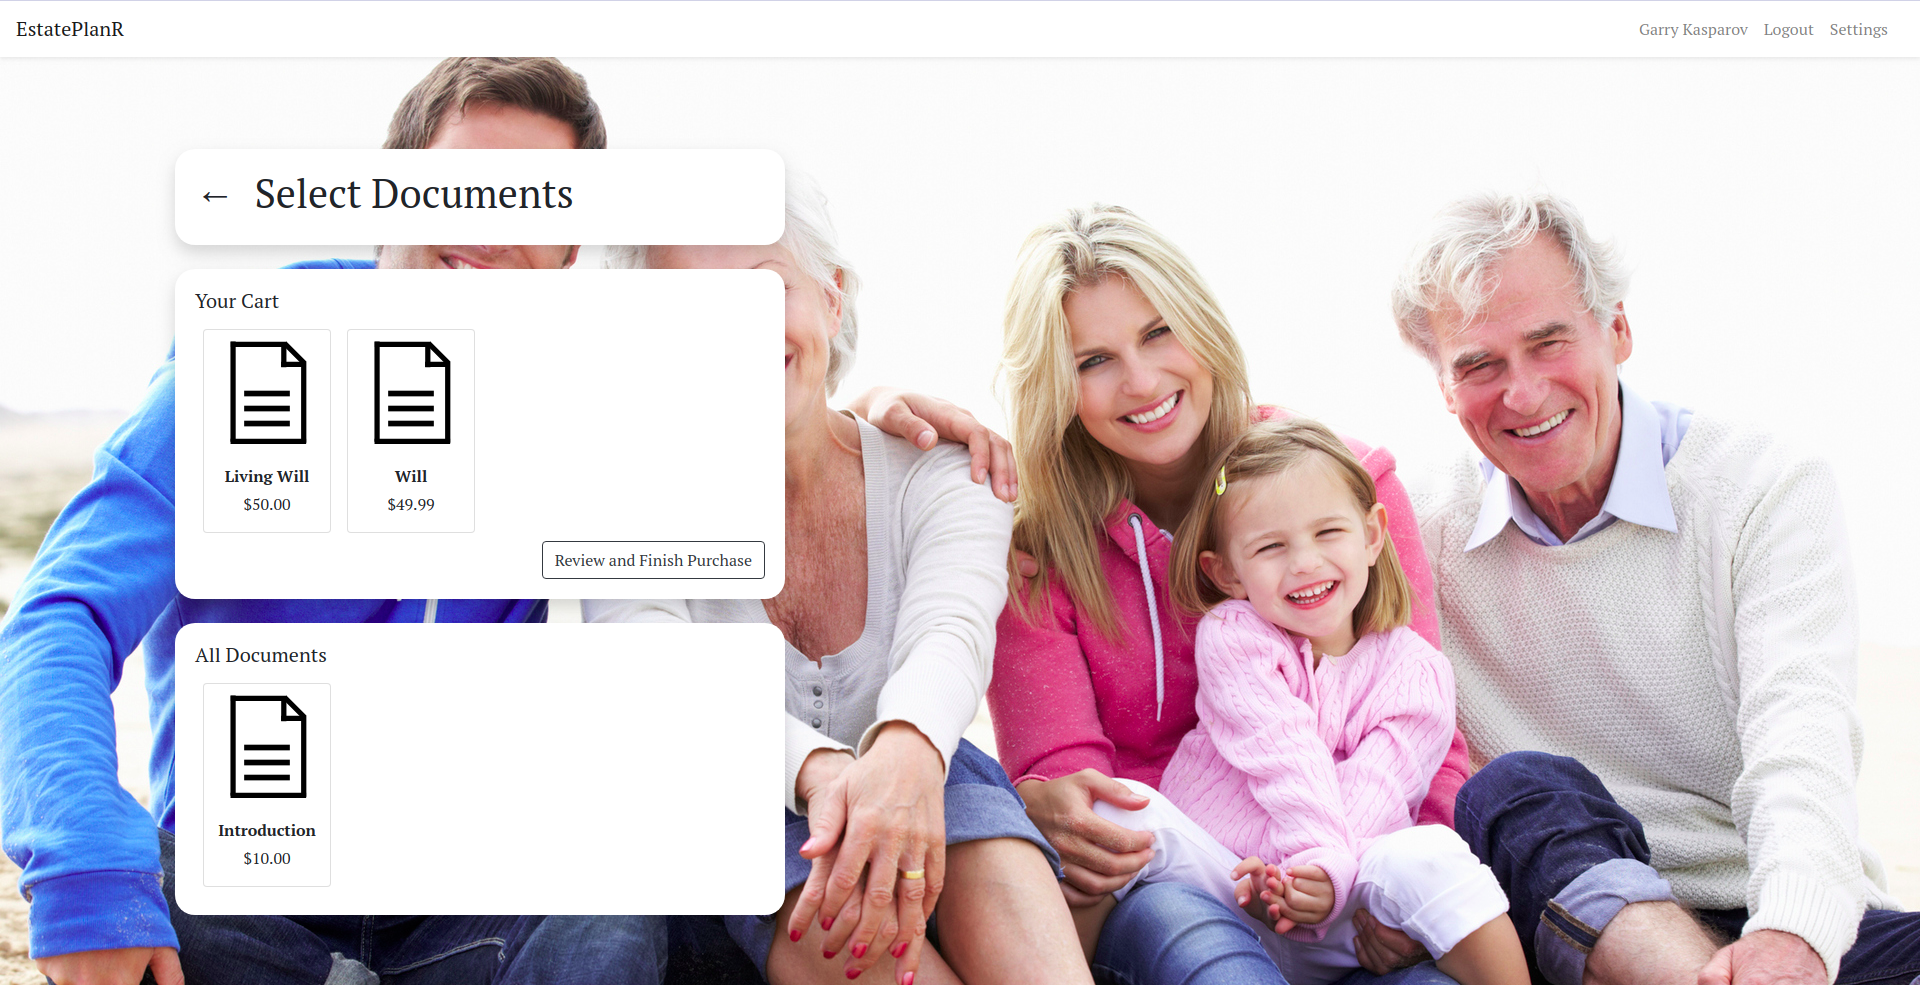 EstatePlanR
Garry Kasparov Logout Settings
← Select Documents
Your Cart
Living Will
$50.00
Will
$49.99
Review and Finish Purchase
All Documents
Introduction
$10.00